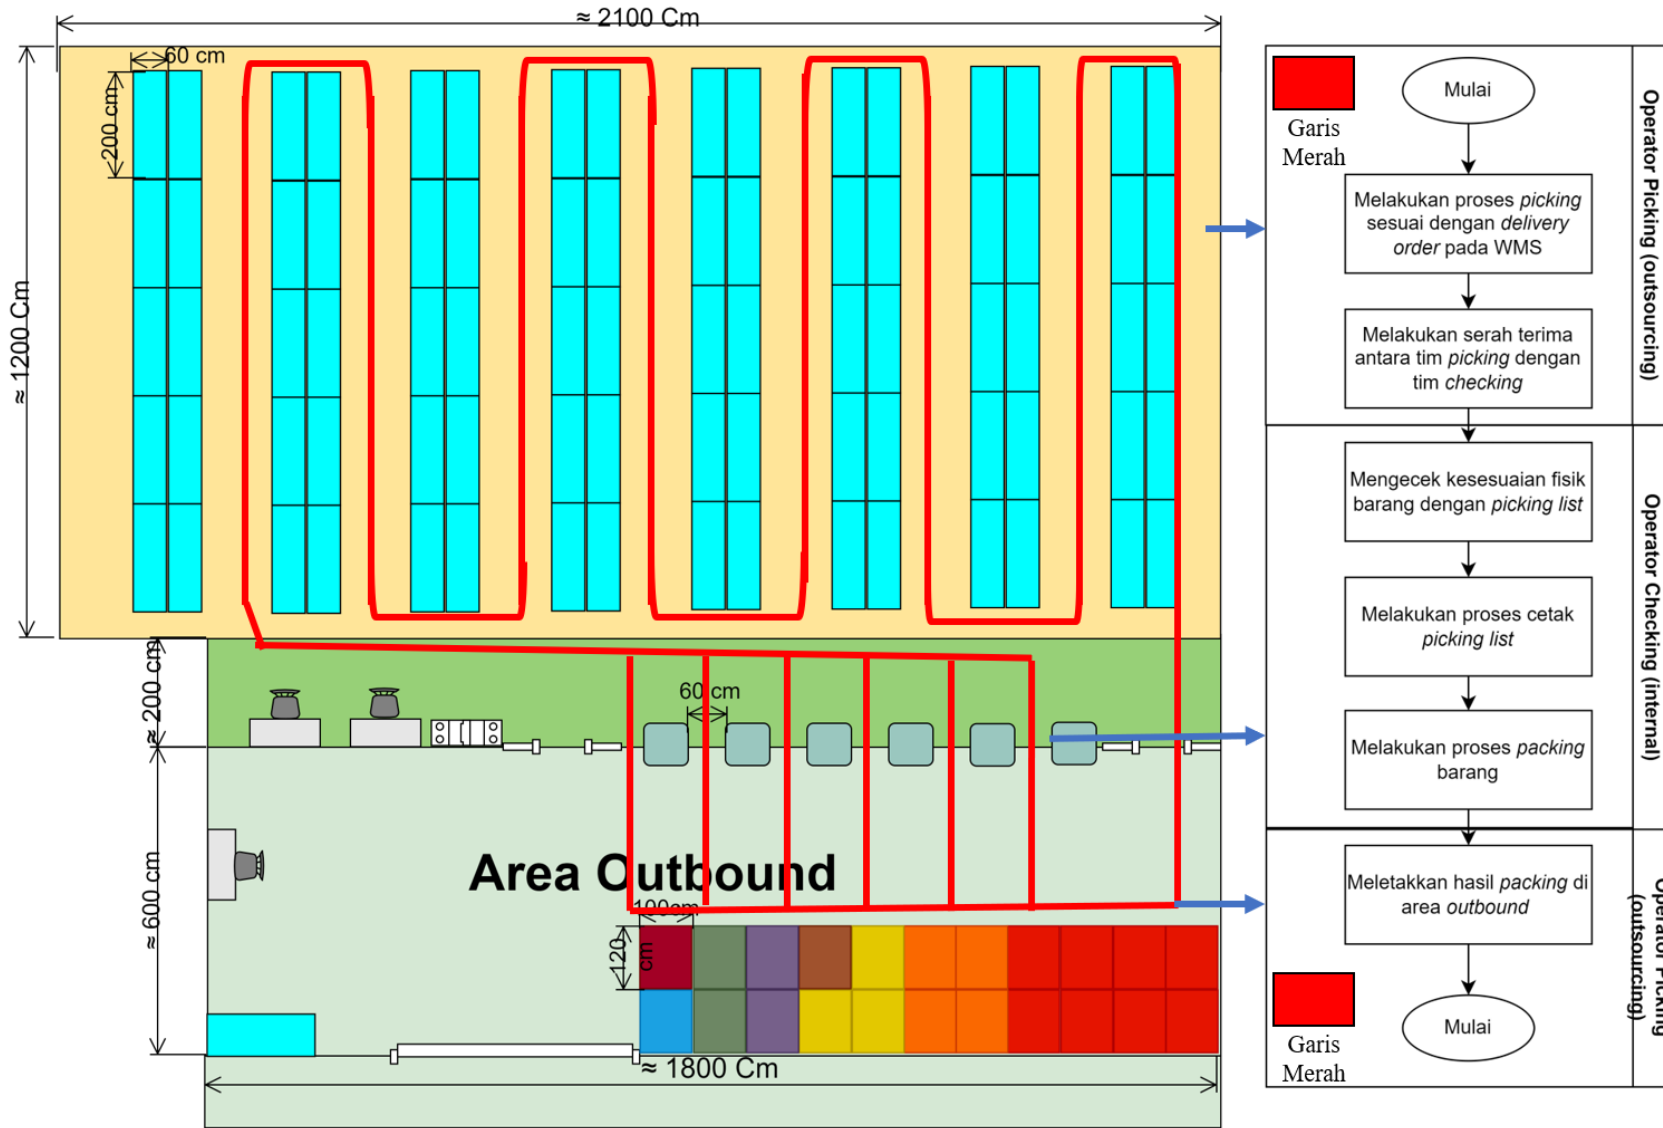 ≈ 2100 Cm
60 cm
200 cm
≈ 1200 Cm
≈ 200 cm
60 cm
≈ 600 cm
Area Outbound
100cm
120
cm
≈ 1800 Cm
Garis
Merah
Mulai
Melakukan proses picking
sesuai dengan delivery
order pada WMS
Melakukan serah terima
antara tim picking dengan
tim checking
Operator Picking (outsourcing)
Mengecek kesesuaian fisik
barang dengan picking list
Melakukan proses cetak
picking list
Melakukan proses packing
barang
Operator Checking (internal)
Meletakkan hasil packing di
area outbound
Garis
Merah
Mulai
Operator Picking
(outsourcing)